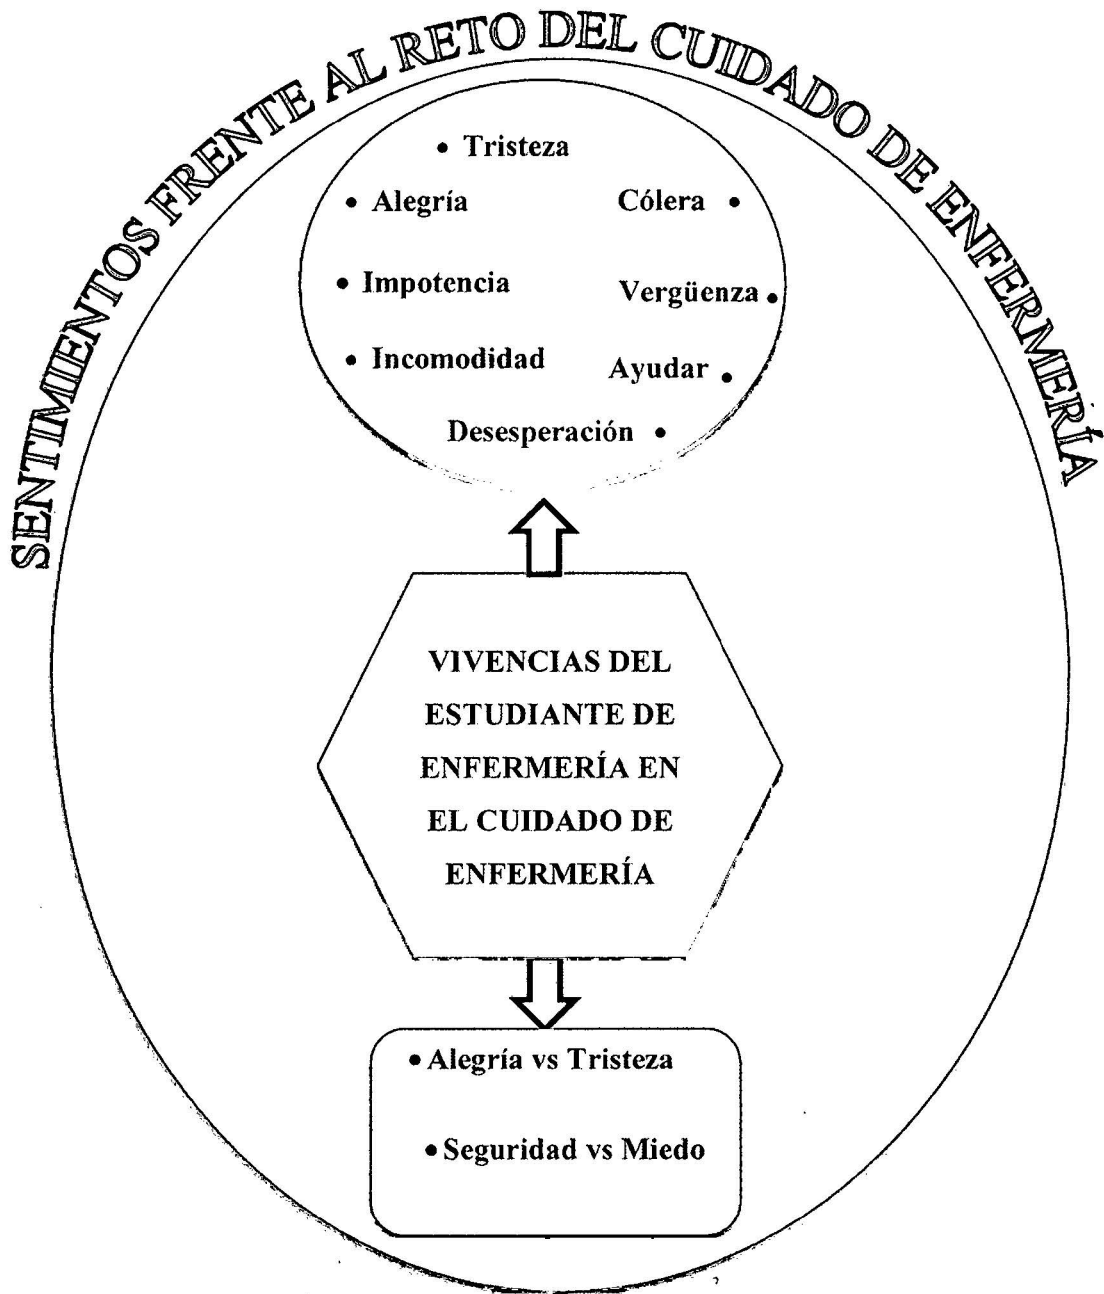 SENTIMIENTOS FRENTE AL RETO DEL CUIDADO DE ENFERMERÍA
• Tristeza
• Alegría
Cólera •
• Impotencia
Vergüenza •
• Incomodidad
Ayudar •
Desesperación •
VIVENCIAS DEL
ESTUDIANTE DE
ENFERMERÍA EN
EL CUIDADO DE
ENFERMERÍA
• Alegría vs Tristeza
• Seguridad vs Miedo